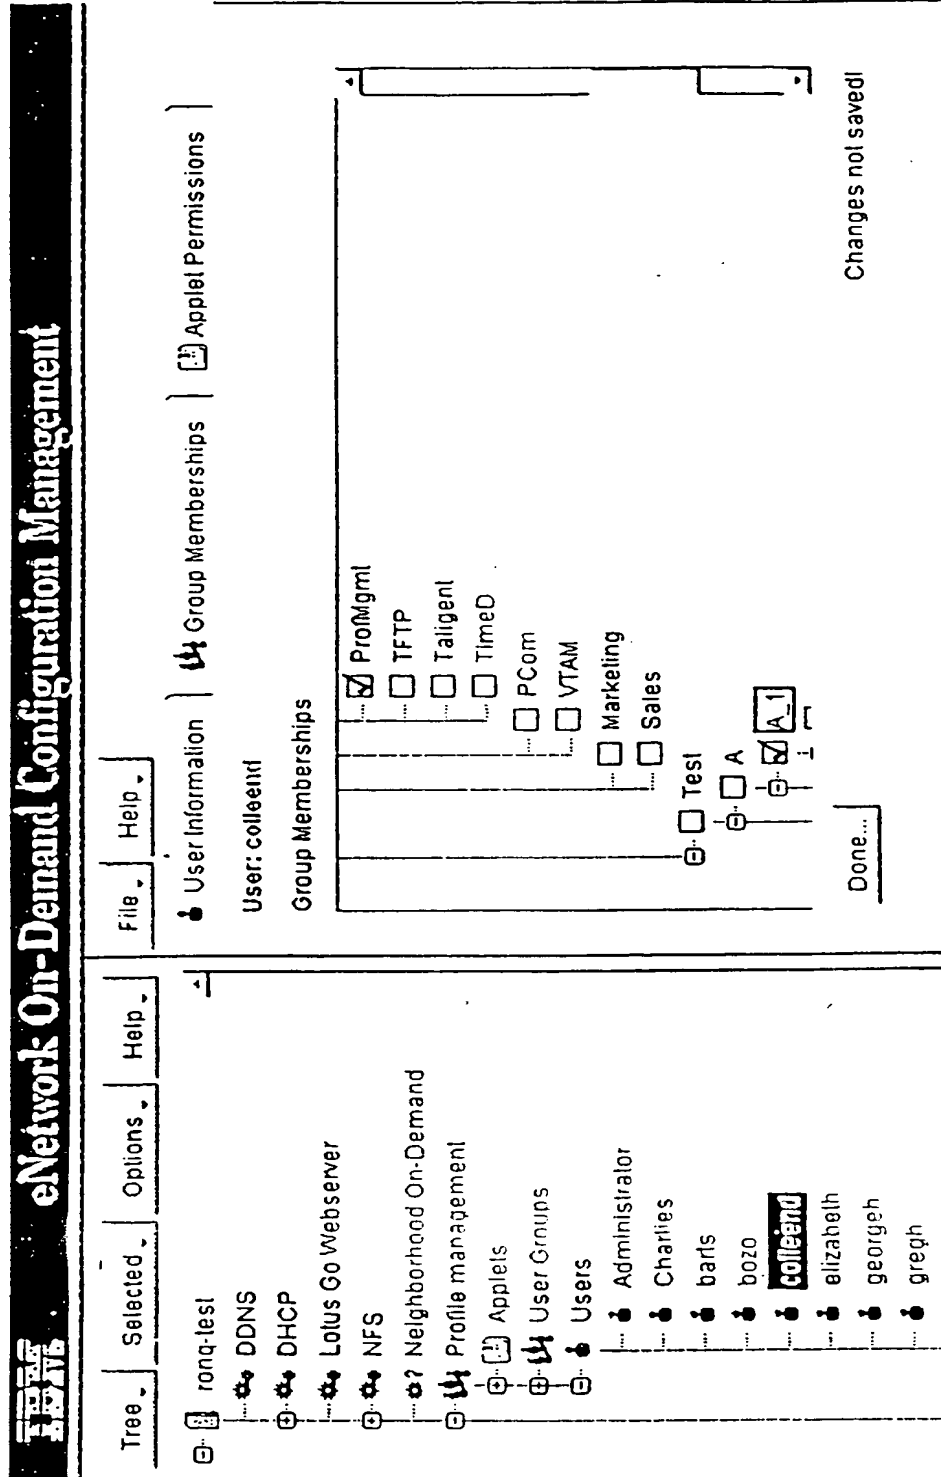 IBM
eNetwork On-Demand Configuration Management
Tree
Selected
Options
Help
ronq-test
DDNS
DHCP
Lotus Go Webserver
NFS
? Neighborhood On-Demand
Profile management
Applets
User Groups
Users
Administrator
Charlies
barts
bozo
colleend
elizabeth
georgeh
gregh
File
Help
User Information
Group Memberships
Applet Permissions
User: colleend
Group Memberships
ProfMgmt
TFTP
Taligent
TimeD
PCom
VTAM
Marketing
Sales
Test
A
A_1
Done...
Changes not saved!